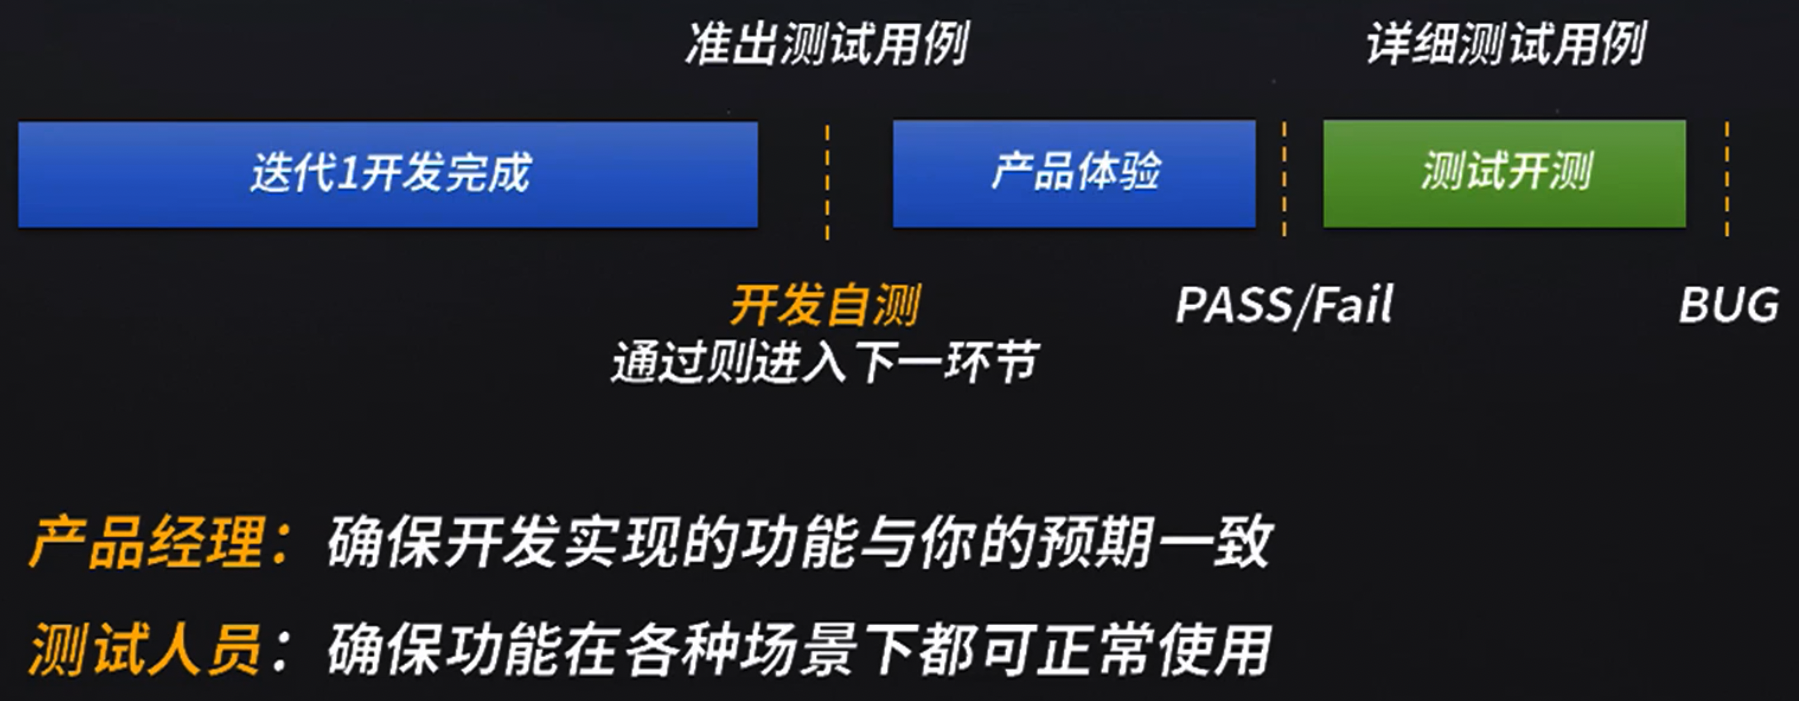 准出测试用例
详细测试用例
迭代1开发完成
产品体验
测试开测
开发自测
通过则进入下一环节
PASS/Fail
BUG
产品经理：确保开发实现的功能与你的预期一致
测试人员：确保功能在各种场景下都可正常使用